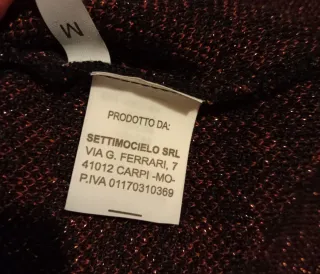 M
PRODOTTO DA:
SETTIMOCIELO SRL
VIA G. FERRARI, 7
41012 CARPI -MO-
P.IVA 01170310369